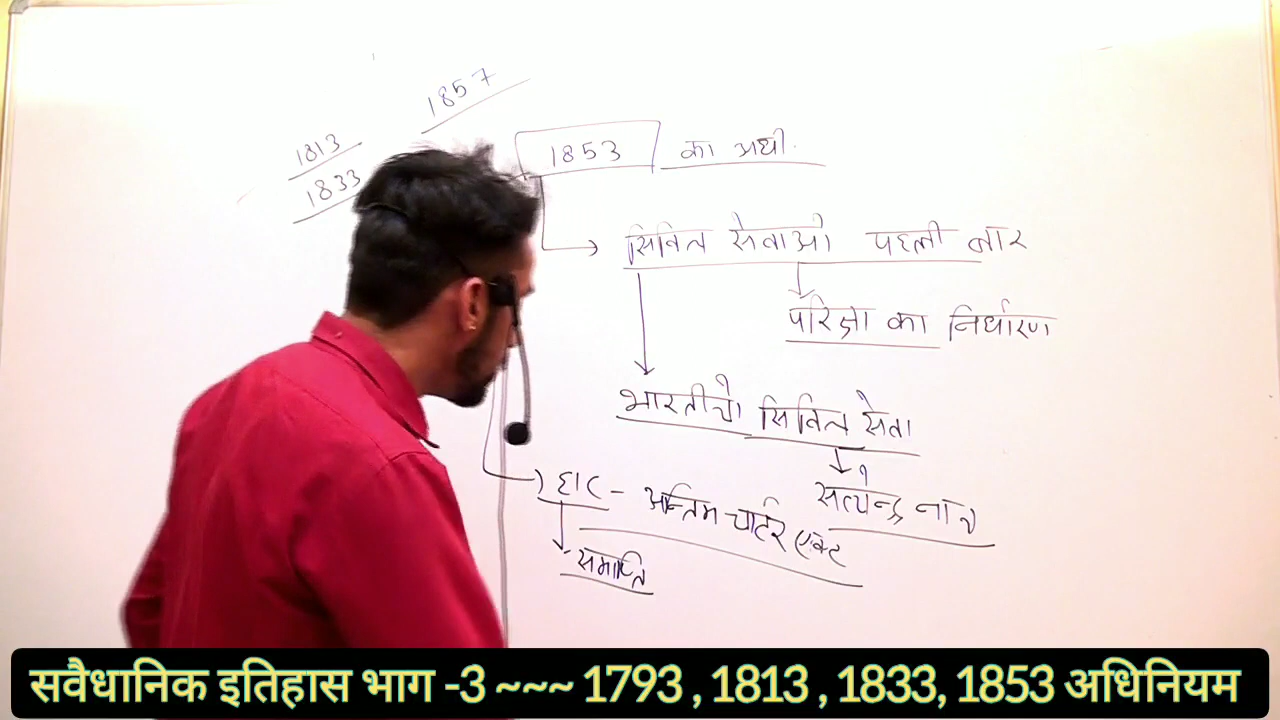 1857
1813
1833
1853 का अधी.
सिविल सेवाओं पहली बार
परिक्षा का निर्धारण
भारतीयो सिविल सेवा
सत्येन्द्र नाथ
अन्तिम चार्टर एक्ट
समाप्ति
सवैधानिक इतिहास भाग -3 ~~~ 1793 , 1813 , 1833, 1853 अधिनियम